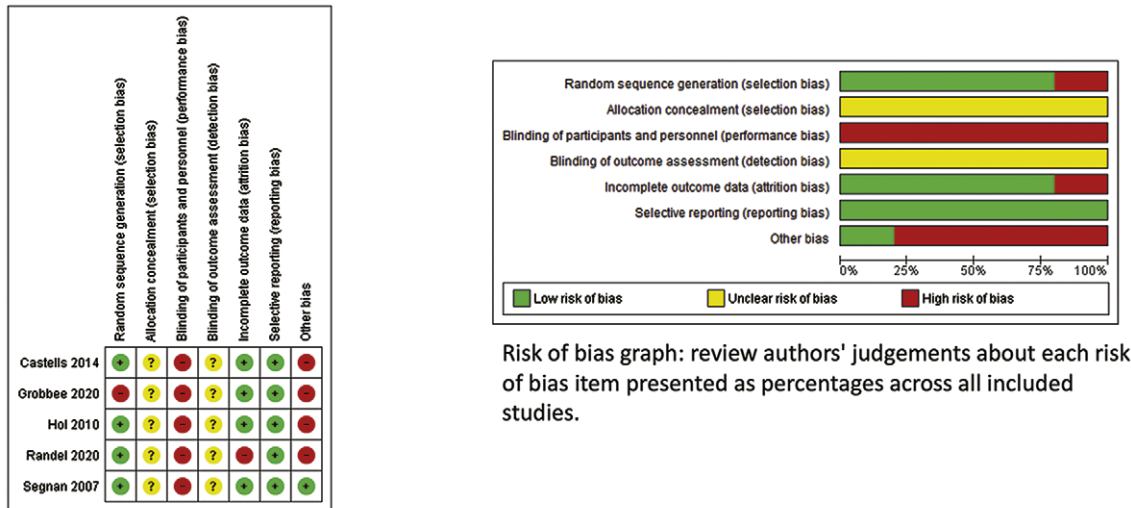 Random sequence generation (selection bias)
Allocation concealment (selection bias)
Blinding of participants and personnel (performance bias)
Blinding of outcome assessment (detection bias)
Incomplete outcome data (attrition bias)
Selective reporting (reporting bias)
Other bias
Castells 2014 + ? - ? + + -
Grobbee 2020 - ? - ? + + -
Hol 2010 + ? - ? + + -
Randel 2020 + ? - ? - + -
Segnan 2007 + ? - ? + + +
Random sequence generation (selection bias)
Allocation concealment (selection bias)
Blinding of participants and personnel (performance bias)
Blinding of outcome assessment (detection bias)
Incomplete outcome data (attrition bias)
Selective reporting (reporting bias)
Other bias
0% 25% 50% 75% 100%
Low risk of bias Unclear risk of bias High risk of bias
Risk of bias graph: review authors' judgements about each risk
of bias item presented as percentages across all included
studies.